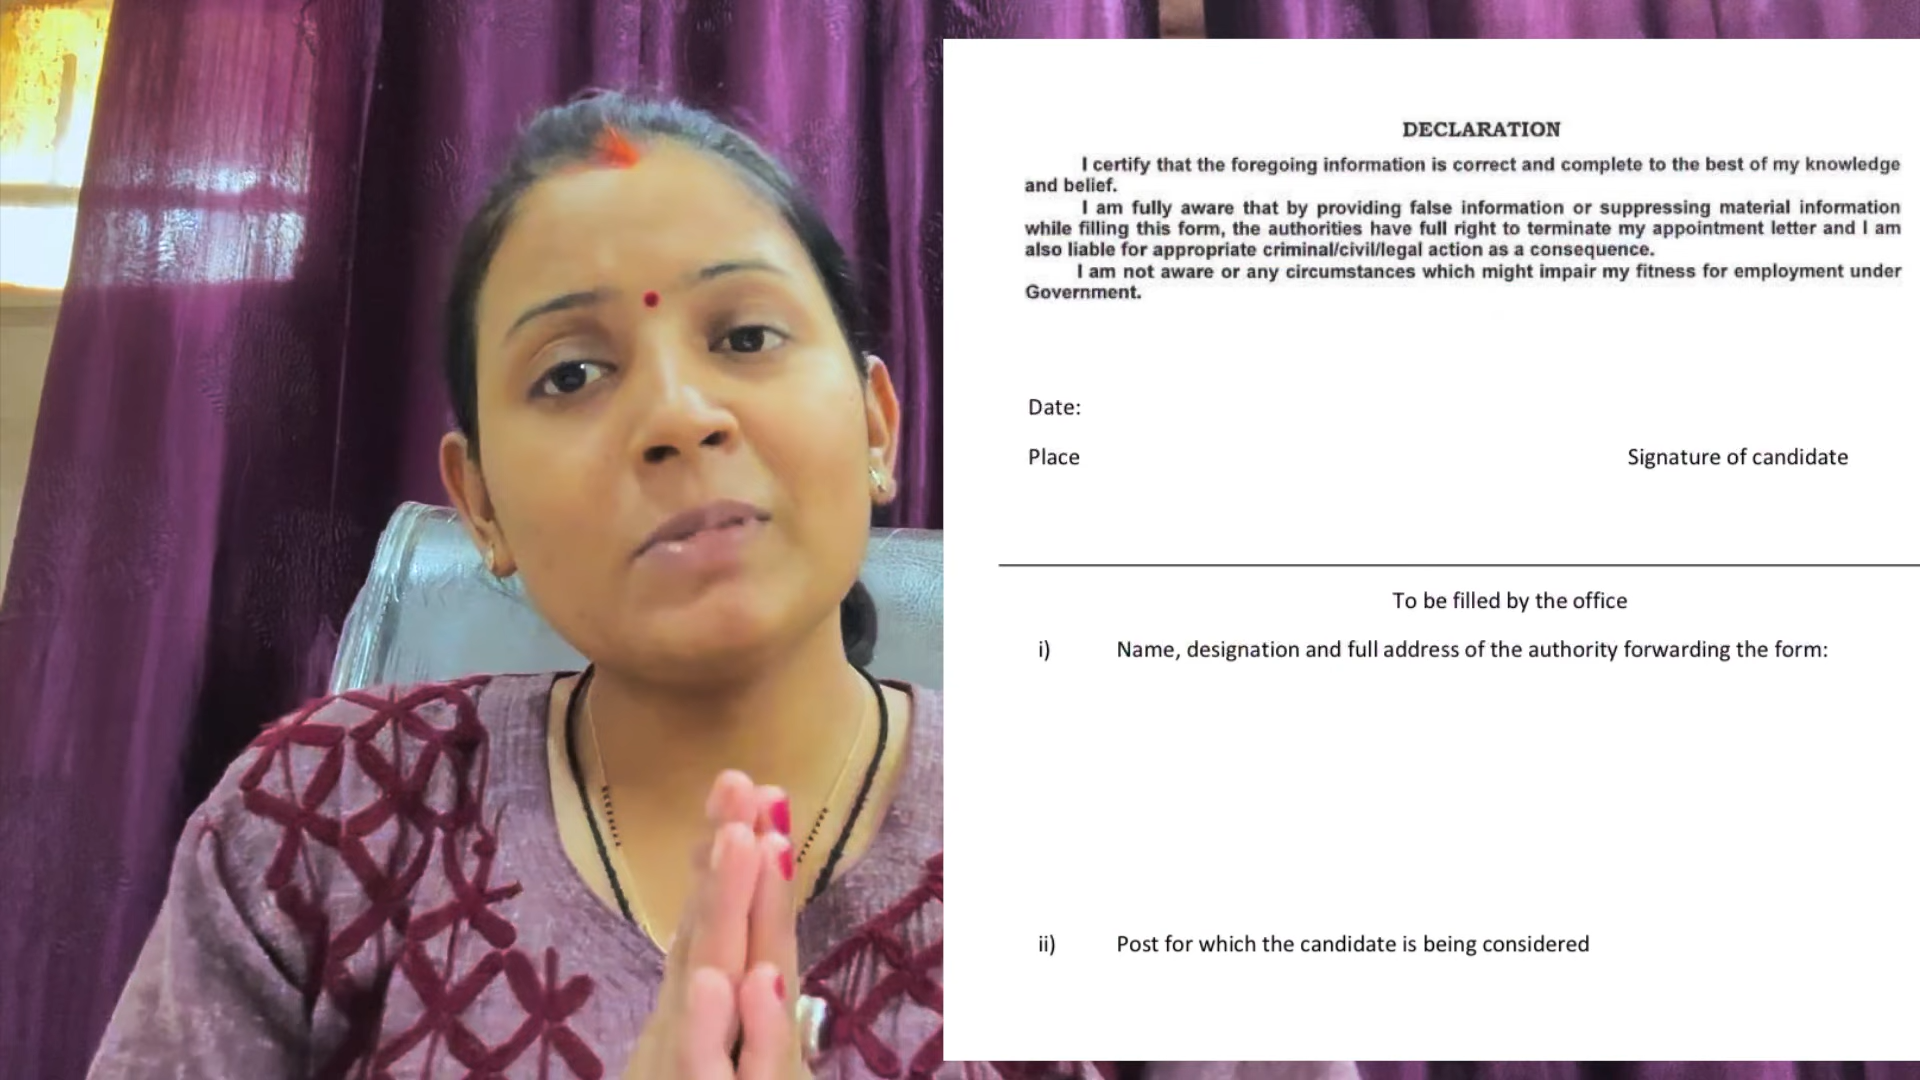 DECLARATION
I certify that the foregoing information is correct and complete to the best of my knowledge
and belief.
I am fully aware that by providing false information or suppressing material information
while filling this form, the authorities have full right to terminate my appointment letter and I am
also liable for appropriate criminal/civil/legal action as a consequence.
I am not aware or any circumstances which might impair my fitness for employment under
Government.
Date:
Place
Signature of candidate
To be filled by the office
i) Name, designation and full address of the authority forwarding the form:
ii) Post for which the candidate is being considered